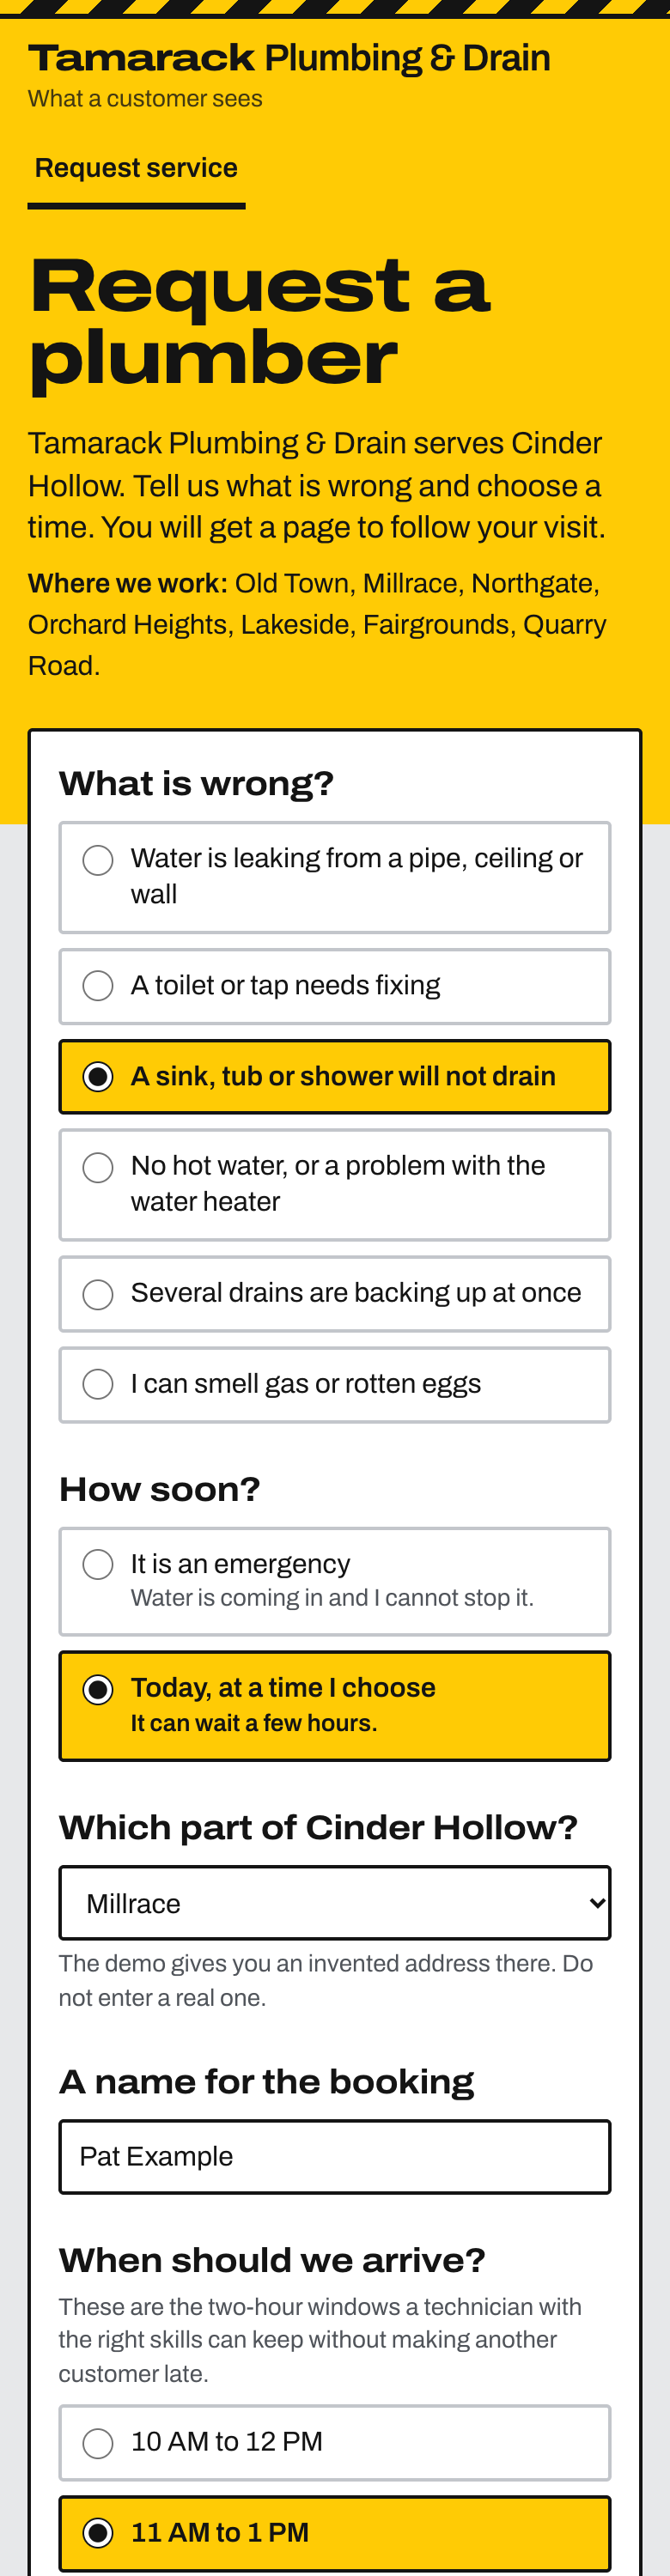 Tamarack Plumbing & Drain
What a customer sees
Request service
Request a
plumber
Tamarack Plumbing & Drain serves Cinder
Hollow. Tell us what is wrong and choose a
time. You will get a page to follow your visit.
Where we work: Old Town, Millrace, Northgate,
Orchard Heights, Lakeside, Fairgrounds, Quarry
Road.
What is wrong?
Water is leaking from a pipe, ceiling or
wall
A toilet or tap needs fixing
A sink, tub or shower will not drain
No hot water, or a problem with the
water heater
Several drains are backing up at once
I can smell gas or rotten eggs
How soon?
It is an emergency
Water is coming in and I cannot stop it.
Today, at a time I choose
It can wait a few hours.
Which part of Cinder Hollow?
Millrace
The demo gives you an invented address there. Do
not enter a real one.
A name for the booking
Pat Example
When should we arrive?
These are the two-hour windows a technician with
the right skills can keep without making another
customer late.
10 AM to 12 PM
11 AM to 1 PM